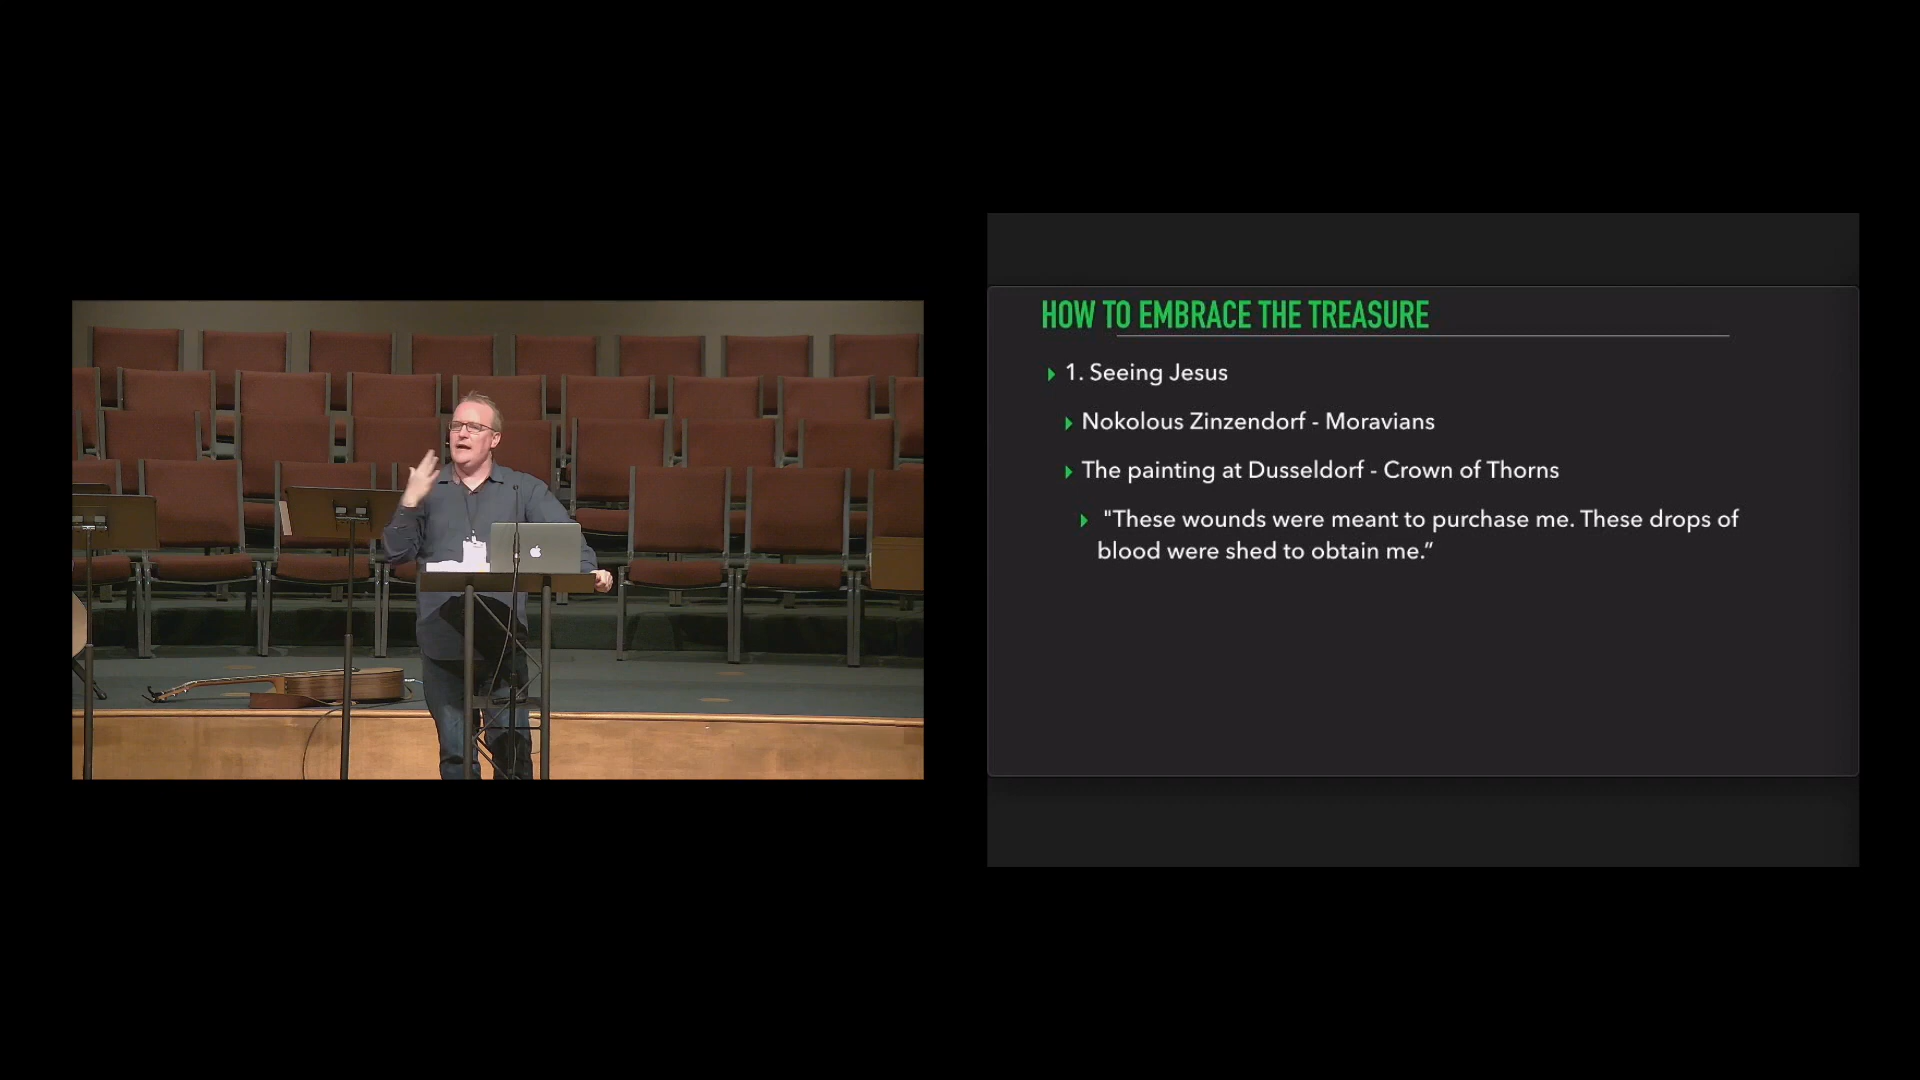 HOW TO EMBRACE THE TREASURE
1. Seeing Jesus
Nokolous Zinzendorf - Moravians
The painting at Dusseldorf - Crown of Thorns
"These wounds were meant to purchase me. These drops of
blood were shed to obtain me.”